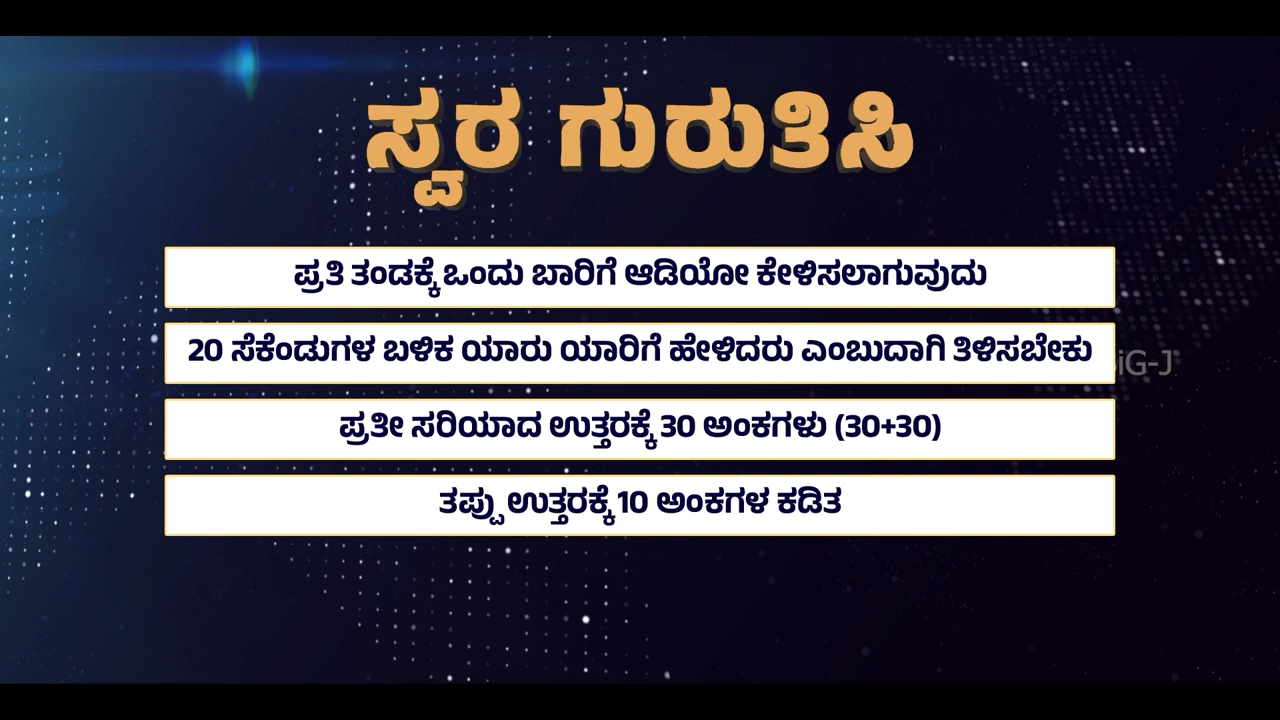 ಸ್ವರ ಗುರುತಿಸಿ
ಪ್ರತಿ ತಂಡಕ್ಕೆ ಒಂದು ಬಾರಿಗೆ ಆಡಿಯೋ ಕೇಳಿಸಲಾಗುವುದು
20 ಸೆಕೆಂಡುಗಳ ಬಳಿಕ ಯಾರು ಯಾರಿಗೆ ಹೇಳಿದರು ಎಂಬುದಾಗಿ ತಿಳಿಸಬೇಕು
ಪ್ರತೀ ಸರಿಯಾದ ಉತ್ತರಕ್ಕೆ 30 ಅಂಕಗಳು (30+30)
ತಪ್ಪು ಉತ್ತರಕ್ಕೆ 10 ಅಂಕಗಳ ಕಡಿತ